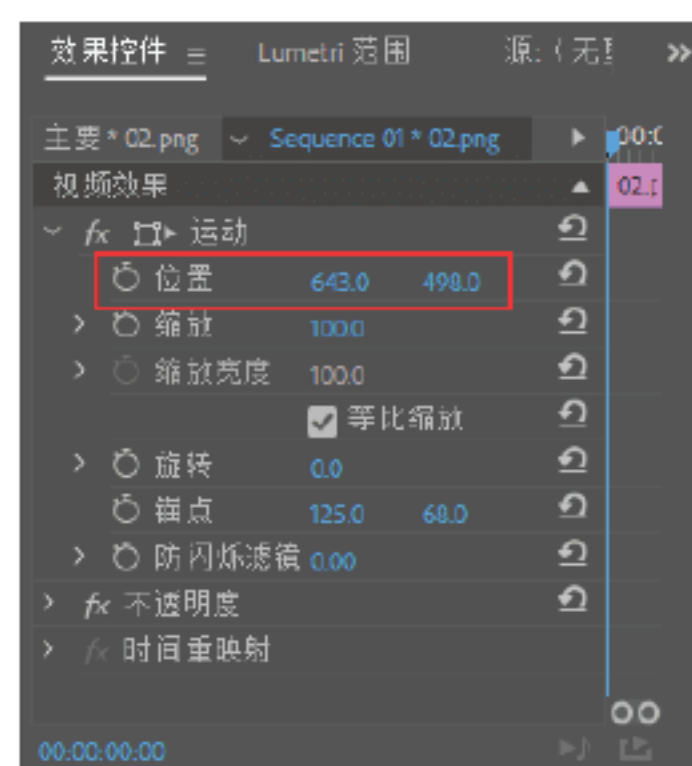 效果控件 Lumetri 范围 源:（无
主要 * 02.png Sequence 01 * 02.png 00:0
视频效果 02.p
fx 运动
位置 643.0 498.0
缩放 100.0
缩放宽度 100.0
等比缩放
旋转 0.0
锚点 125.0 68.0
防闪烁滤镜 0.00
fx 不透明度
fx 时间重映射
00:00:00:00